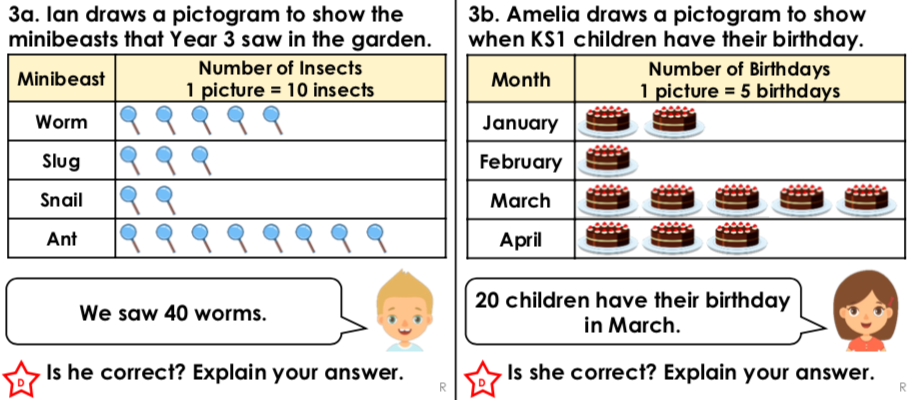 3a. Ian draws a pictogram to show the
minibeasts that Year 3 saw in the garden.
Minibeast
Number of Insects
1 picture = 10 insects
Worm
Slug
Snail
Ant
We saw 40 worms.
D
Is he correct? Explain your answer.
R
3b. Amelia draws a pictogram to show
when KS1 children have their birthday.
Month
Number of Birthdays
1 picture = 5 birthdays
January
February
March
April
20 children have their birthday
in March.
D
Is she correct? Explain your answer.
R